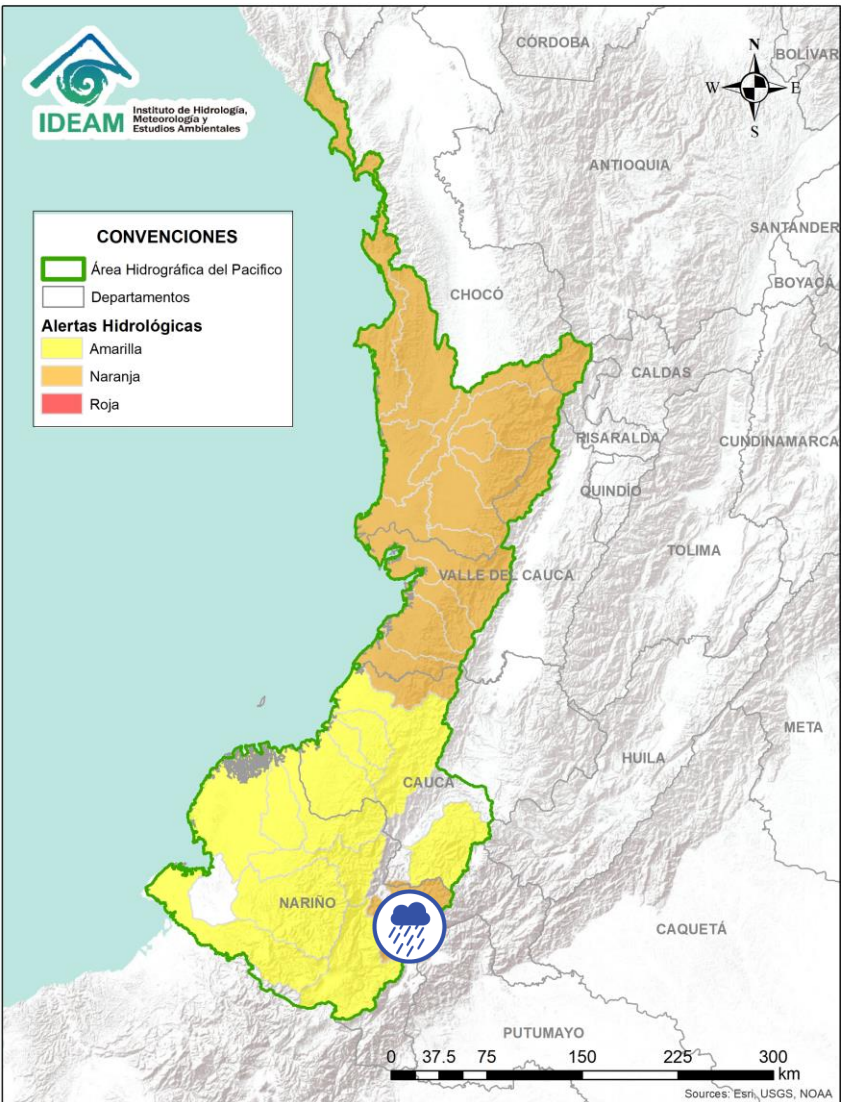 IDEAM
Instituto de Hidrología,
Meteorología y
Estudios Ambientales
N
W
E
S
CÓRDOBA
BOLÍVAR
ANTIOQUIA
SANTANDER
BOYACÁ
CHOCÓ
CALDAS
RISARALDA
CUNDINAMARCA
QUINDÍO
TOLIMA
VALLE DEL CAUCA
META
HUILA
CAUCA
NARIÑO
CAQUETÁ
PUTUMAYO
CONVENCIONES
Área Hidrográfica del Pacifico
Departamentos
Alertas Hidrológicas
Amarilla
Naranja
Roja
0 37.5 75 150 225 300
km
Sources: Esri, USGS, NOAA